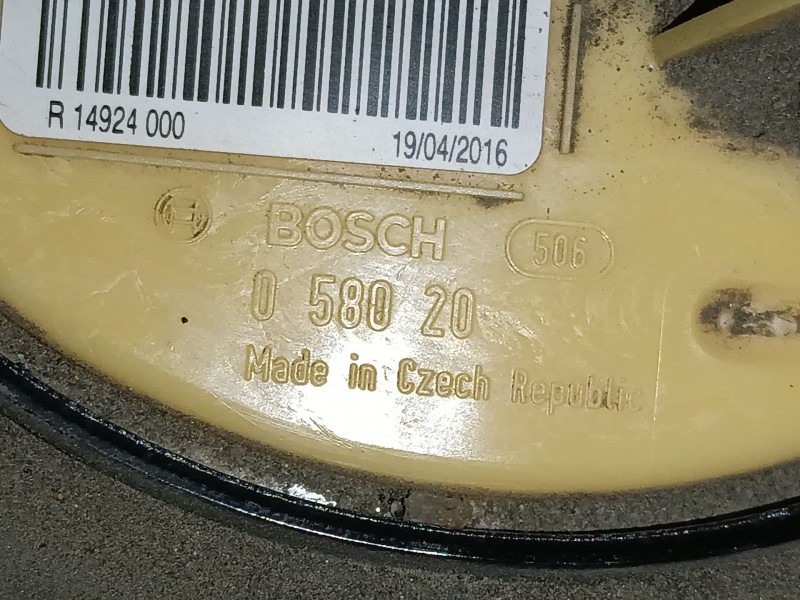 R 14924 000 19/04/2016
BOSCH 506
0 580 20
Made in Czech Republic